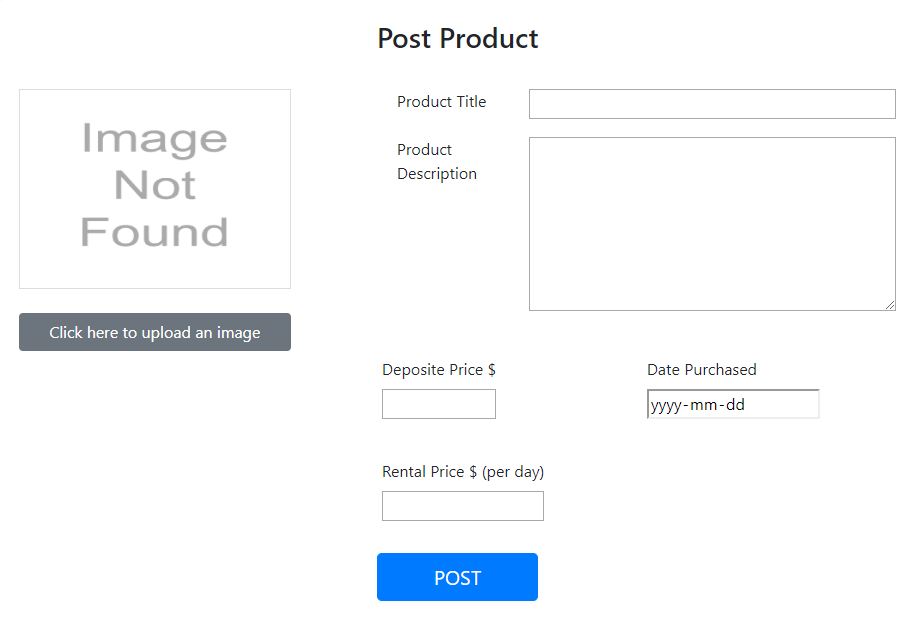 Post Product
Image
Not
Found
Click here to upload an image
Product Title
Product
Description
Deposite Price $
Date Purchased
yyyy-mm-dd
Rental Price $ (per day)
POST